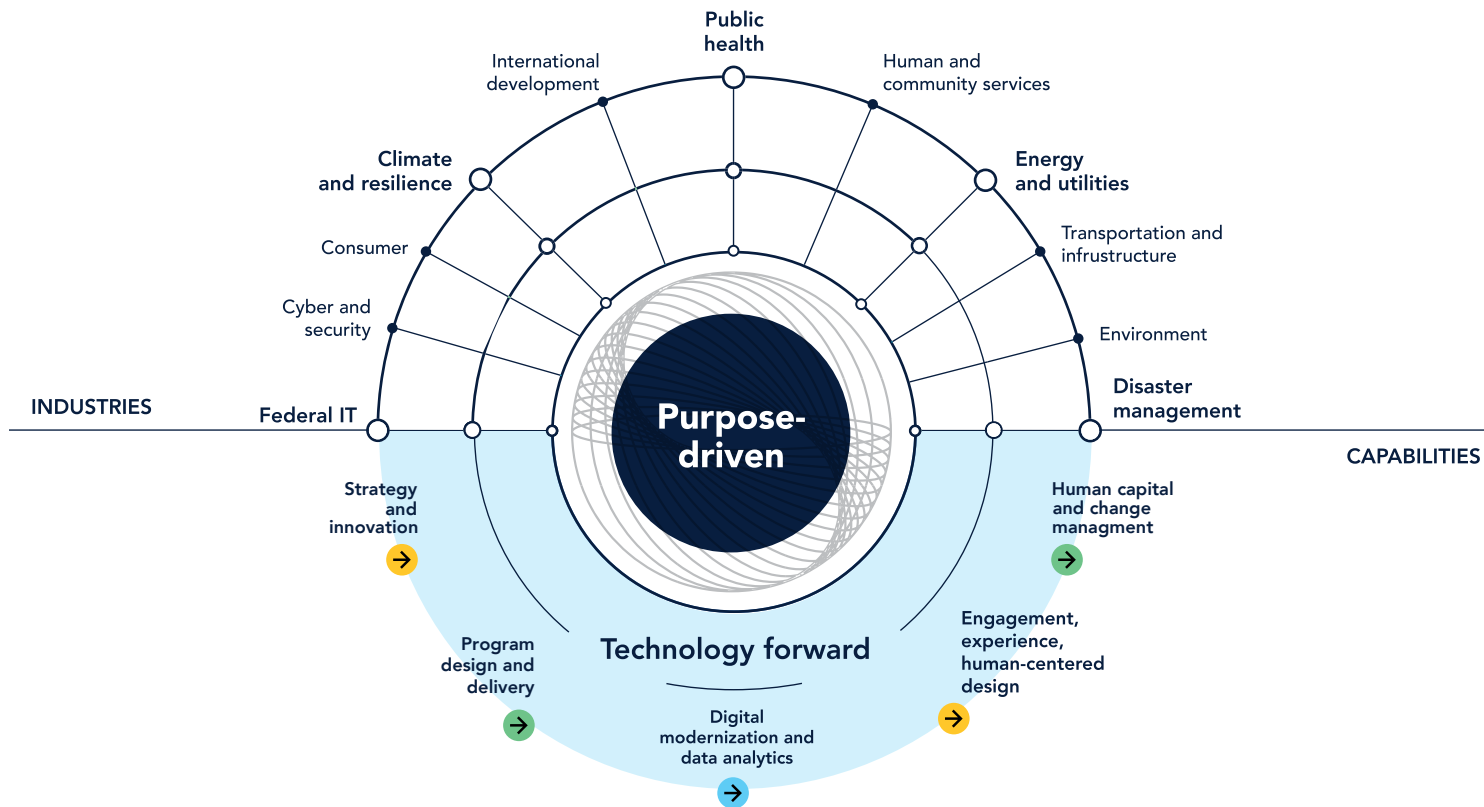 Public
health
International
development
Human and
community services
Climate
and resilience
Energy
and utilities
Consumer
Transportation and
infrustructure
Cyber and
security
Environment
INDUSTRIES
Federal IT
Disaster
management
Purpose-
driven
CAPABILITIES
Strategy
and
innovation
Human capital
and change
managment
Technology forward
Program
design and
delivery
Engagement,
experience,
human-centered
design
Digital
modernization and
data analytics